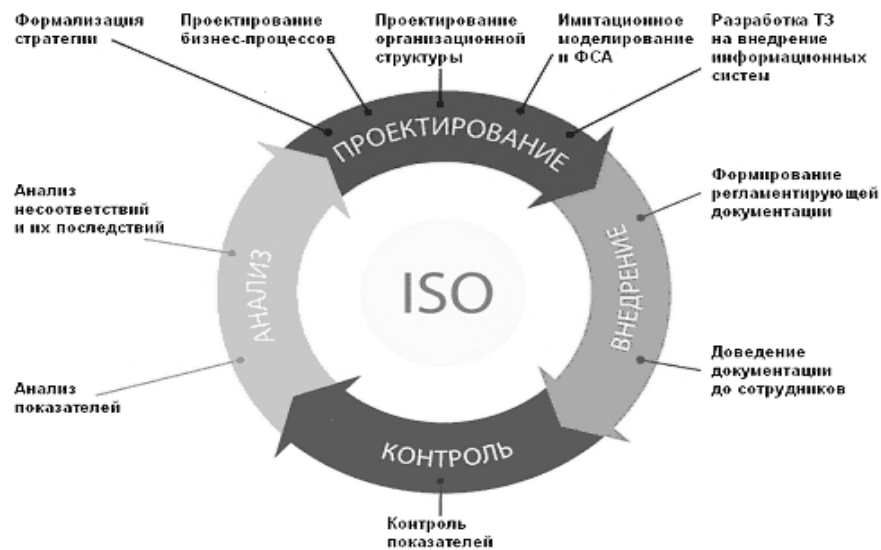 Формализация
стратегии
Проектирование
бизнес-процессов
Проектирование
организационной
структуры
Имитационное
моделирование
и ФСА
Разработка ТЗ
на внедрение
информационных
систем
ПРОЕКТИРОВАНИЕ
Формирование
регламентирующей
документации
ВНЕДРЕНИЕ
Доведение
документации
до сотрудников
КОНТРОЛЬ
Контроль
показателей
Анализ
показателей
АНАЛИЗ
Анализ
несоответствий
и их последствий
ISO